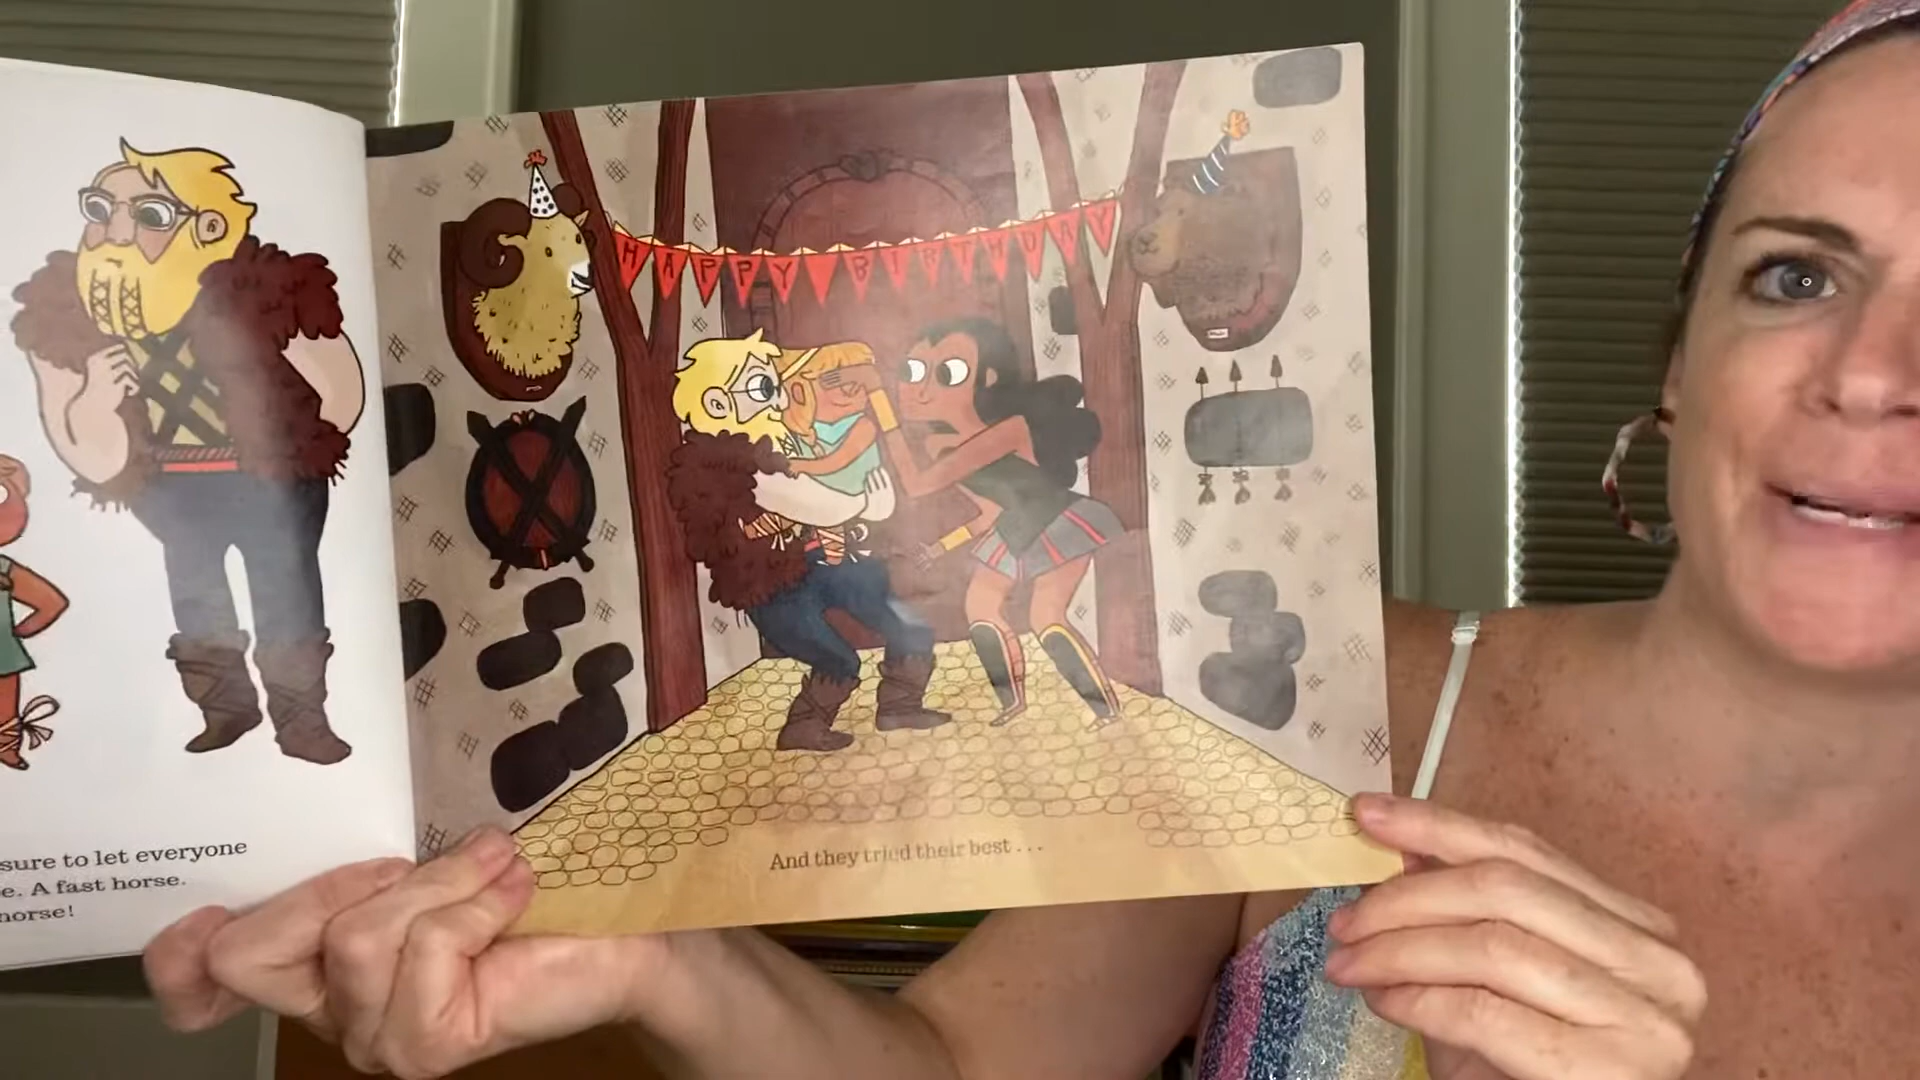 sure to let everyone
e. A fast horse.
horse!
HAPPY BIRTHDAY
And they tried their best . . .